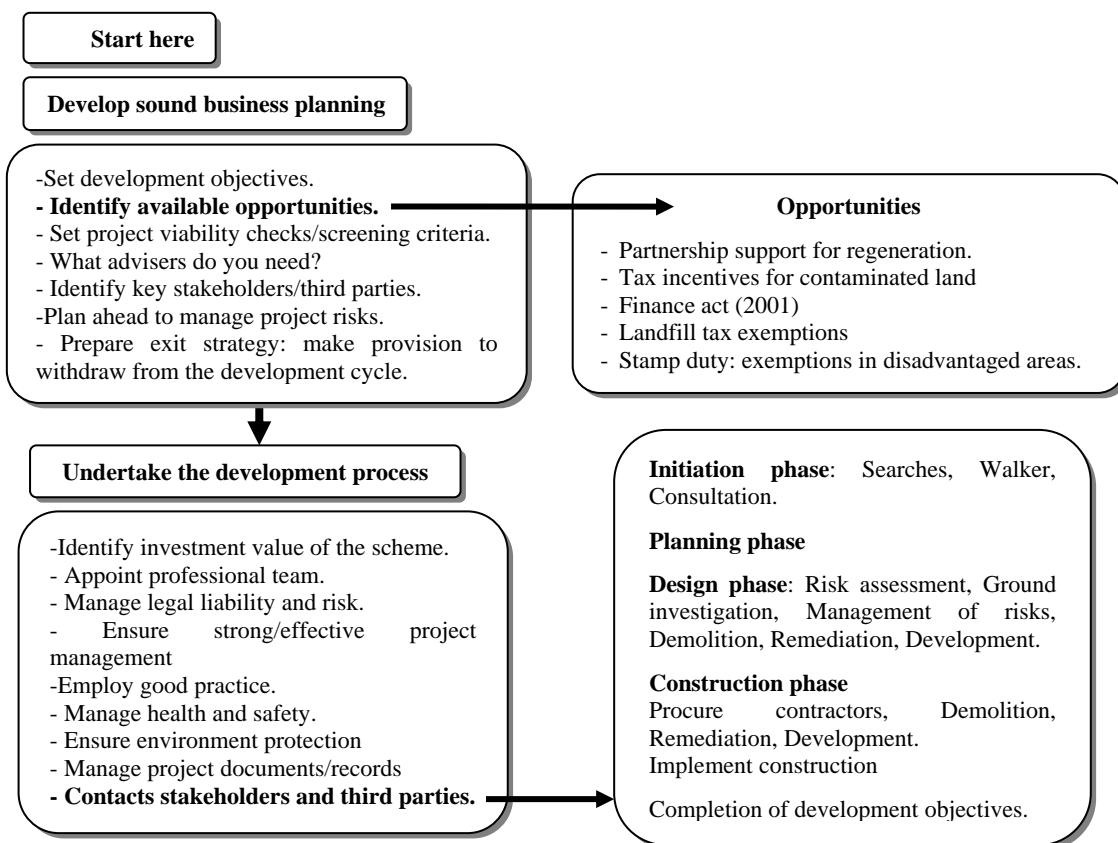 Start here
Develop sound business planning
-Set development objectives.
- Identify available opportunities.
- Set project viability checks/screening criteria.
- What advisers do you need?
- Identify key stakeholders/third parties.
-Plan ahead to manage project risks.
- Prepare exit strategy: make provision to
withdraw from the development cycle.
Opportunities
- Partnership support for regeneration.
- Tax incentives for contaminated land
- Finance act (2001)
- Landfill tax exemptions
- Stamp duty: exemptions in disadvantaged areas.
Undertake the development process
-Identify investment value of the scheme.
- Appoint professional team.
- Manage legal liability and risk.
- Ensure strong/effective project
management
-Employ good practice.
- Manage health and safety.
- Ensure environment protection
- Manage project documents/records
- Contacts stakeholders and third parties.
Initiation phase: Searches, Walker,
Consultation.
Planning phase
Design phase: Risk assessment, Ground
investigation, Management of risks,
Demolition, Remediation, Development.
Construction phase
Procure contractors, Demolition,
Remediation, Development.
Implement construction
Completion of development objectives.